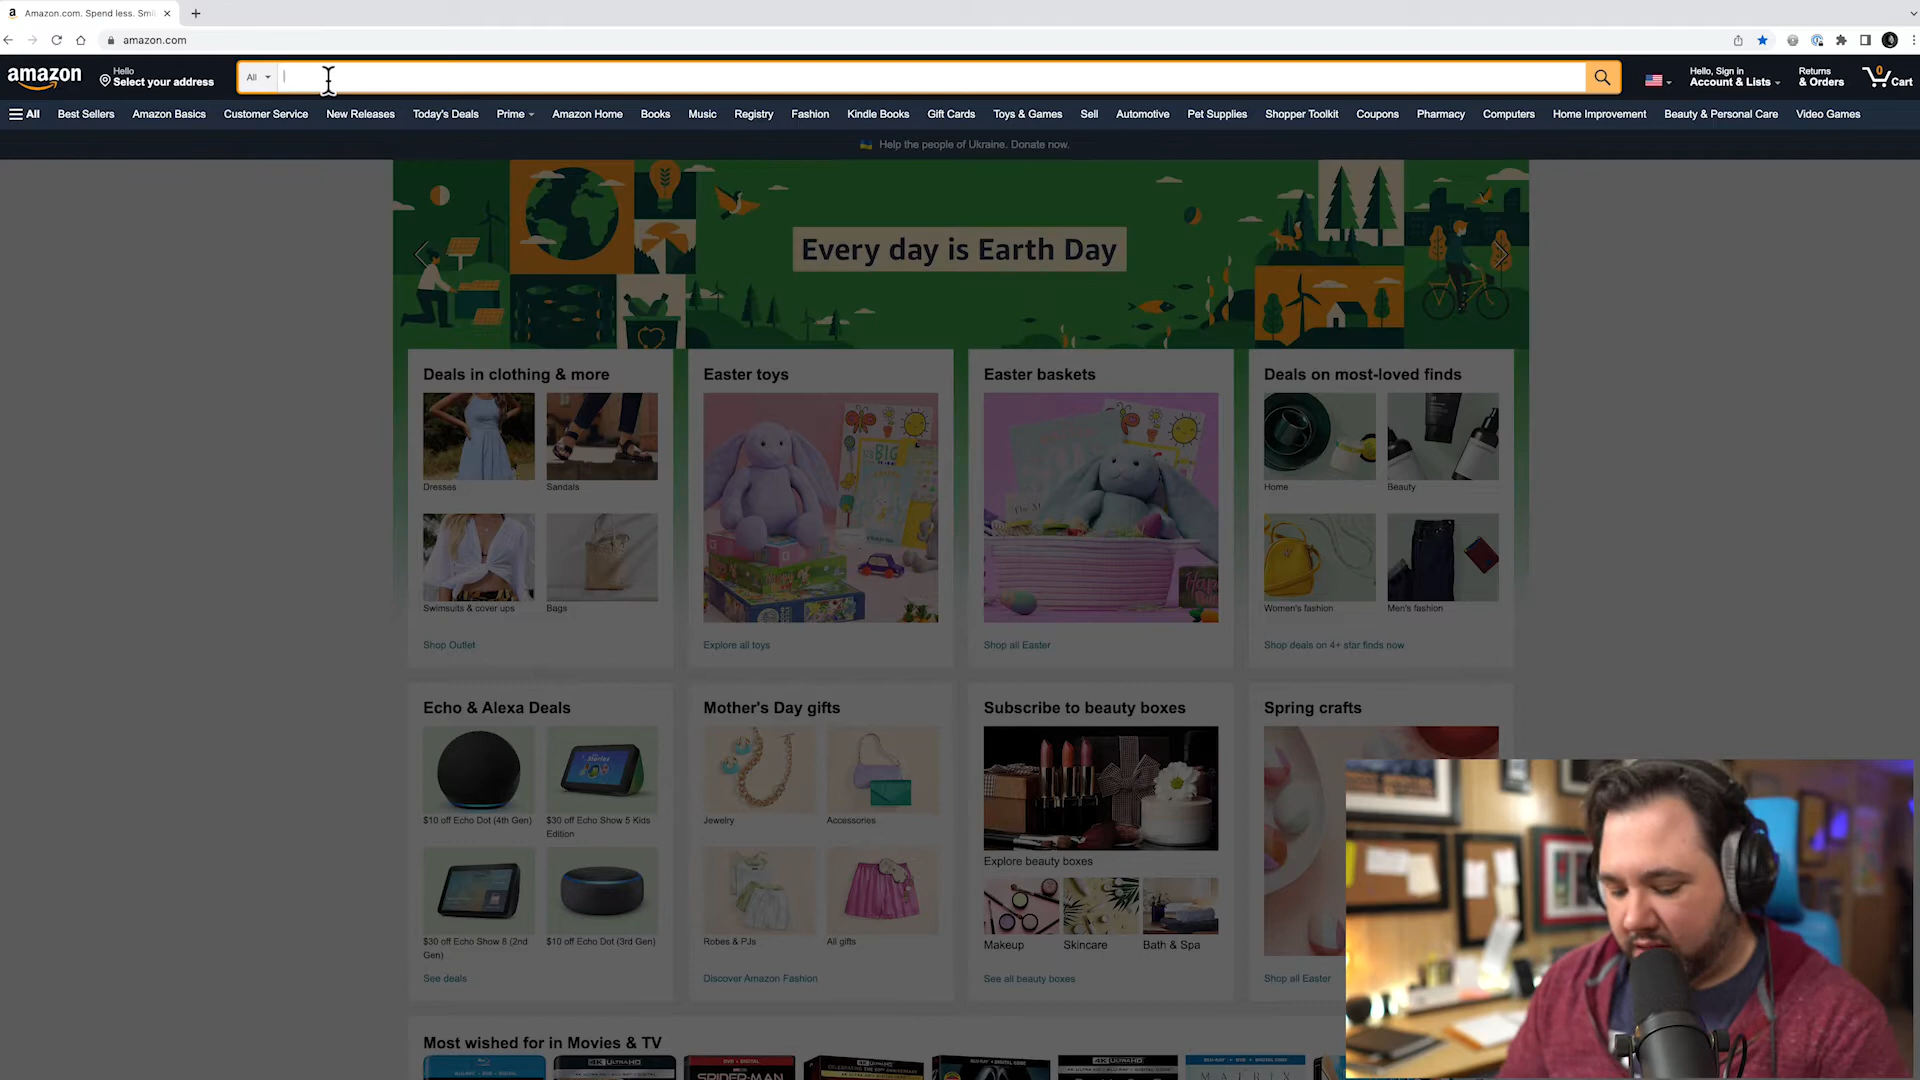 Amazon.com. Spend less. Smi
amazon.com
amazon
Hello
Select your address
All
Hello, Sign in
Account & Lists
Returns
& Orders
0
Cart
All
Best Sellers
Amazon Basics
Customer Service
New Releases
Today's Deals
Prime
Amazon Home
Books
Music
Registry
Fashion
Kindle Books
Gift Cards
Toys & Games
Sell
Automotive
Pet Supplies
Shopper Toolkit
Coupons
Pharmacy
Computers
Home Improvement
Beauty & Personal Care
Video Games
Help the people of Ukraine. Donate now.
Every day is Earth Day
Deals in clothing & more
Dresses
Sandals
Swimsuits & cover ups
Bags
Shop Outlet
Easter toys
BIG
Explore all toys
Easter baskets
Shop all Easter
Deals on most-loved finds
Home
Beauty
Women's fashion
Men's fashion
Shop deals on 4+ star finds now
Echo & Alexa Deals
$10 off Echo Dot (4th Gen)
$30 off Echo Show 5 Kids
Edition
$30 off Echo Show 8 (2nd
Gen)
$10 off Echo Dot (3rd Gen)
See deals
Mother's Day gifts
Jewelry
Accessories
Robes & PJs
All gifts
Discover Amazon Fashion
Subscribe to beauty boxes
Explore beauty boxes
Makeup
Skincare
Bath & Spa
See all beauty boxes
Spring crafts
Shop all Easter
Most wished for in Movies & TV
SPIDER-MAN
MATRIX